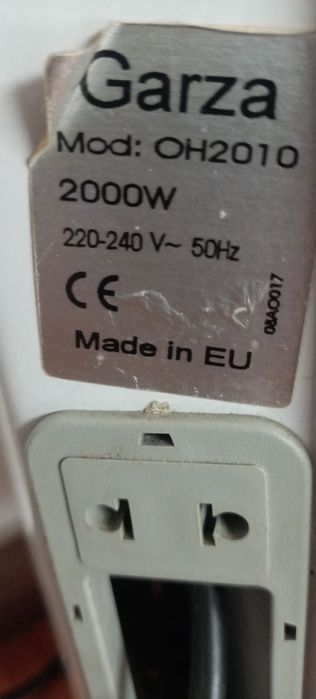 Garza
Mod: OH2010
2000W
220-240 V~ 50Hz
CE
08AO017
Made in EU